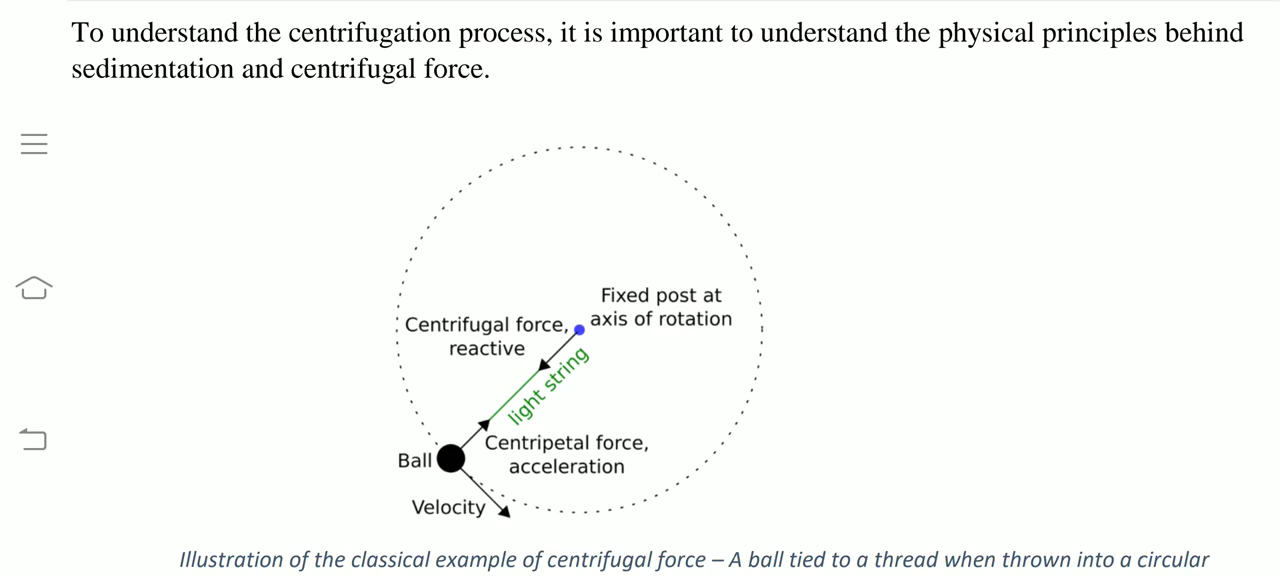 To understand the centrifugation process, it is important to understand the physical principles behind
sedimentation and centrifugal force.
Fixed post at
axis of rotation
Centrifugal force,
reactive
light string
Centripetal force,
acceleration
Ball
Velocity
Illustration of the classical example of centrifugal force – A ball tied to a thread when thrown into a circular